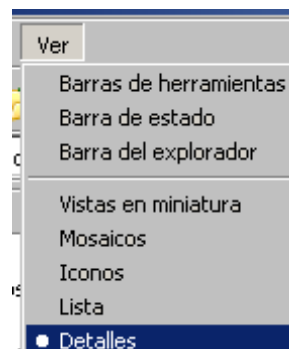 Ver
Barras de herramientas
Barra de estado
Barra del explorador
Vistas en miniatura
Mosaicos
Iconos
Lista
Detalles